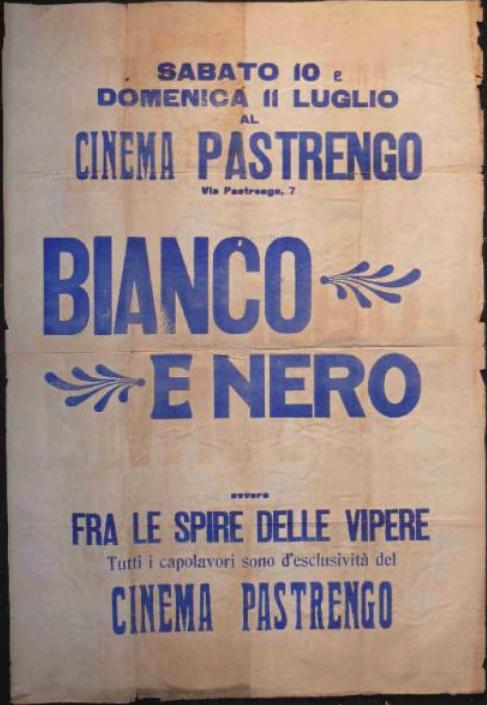 SABATO 10 e
DOMENICA 11 LUGLIO
AL
CINEMA PASTRENGO
Via Pastrengo, 7
BIANCO
E NERO
ovvero
FRA LE SPIRE DELLE VIPERE
Tutti i capolavori sono d'esclusività del
CINEMA PASTRENGO